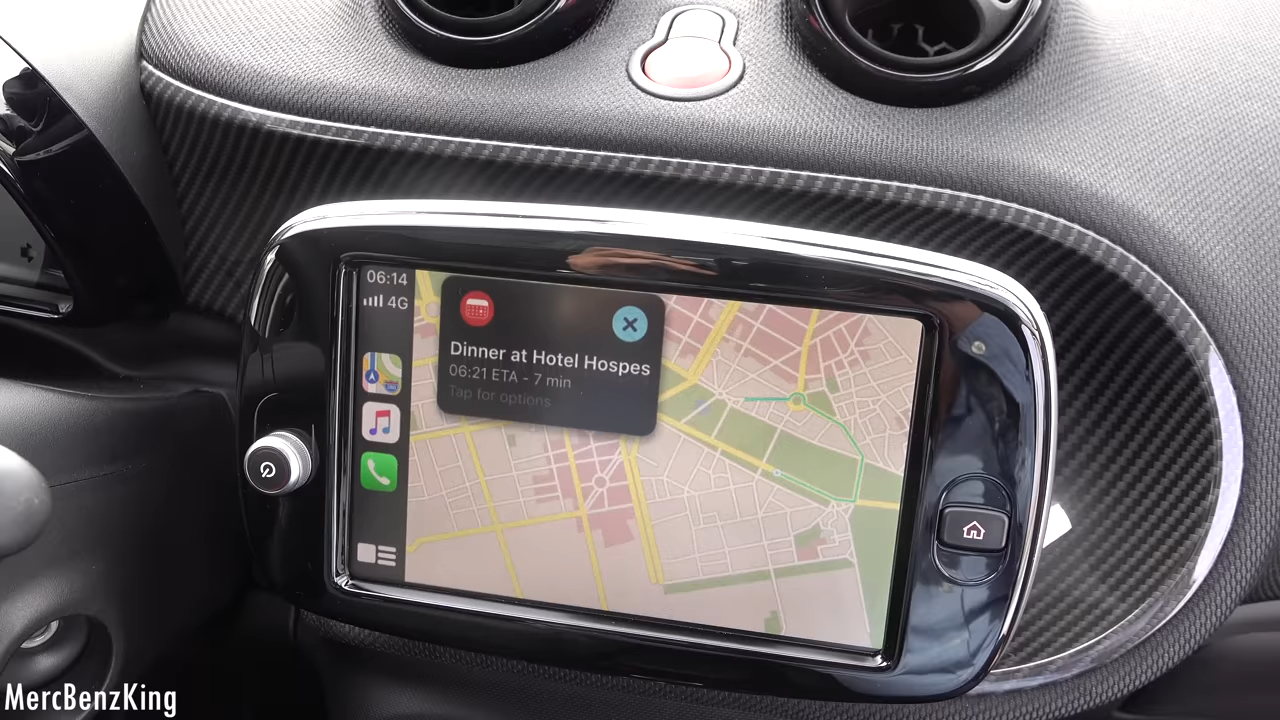 06:14
4G
Dinner at Hotel Hospes
06:21 ETA - 7 min
Tap for options
MercBenzKing